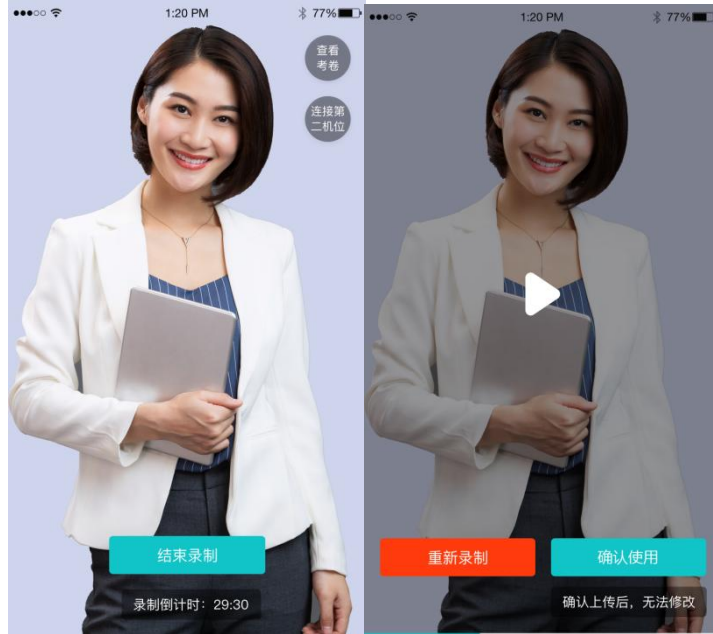 1:20 PM
77%
查看
考卷
连接第
二机位
结束录制
录制倒计时：29:30
1:20 PM
77%
重新录制
确认使用
确认上传后，无法修改